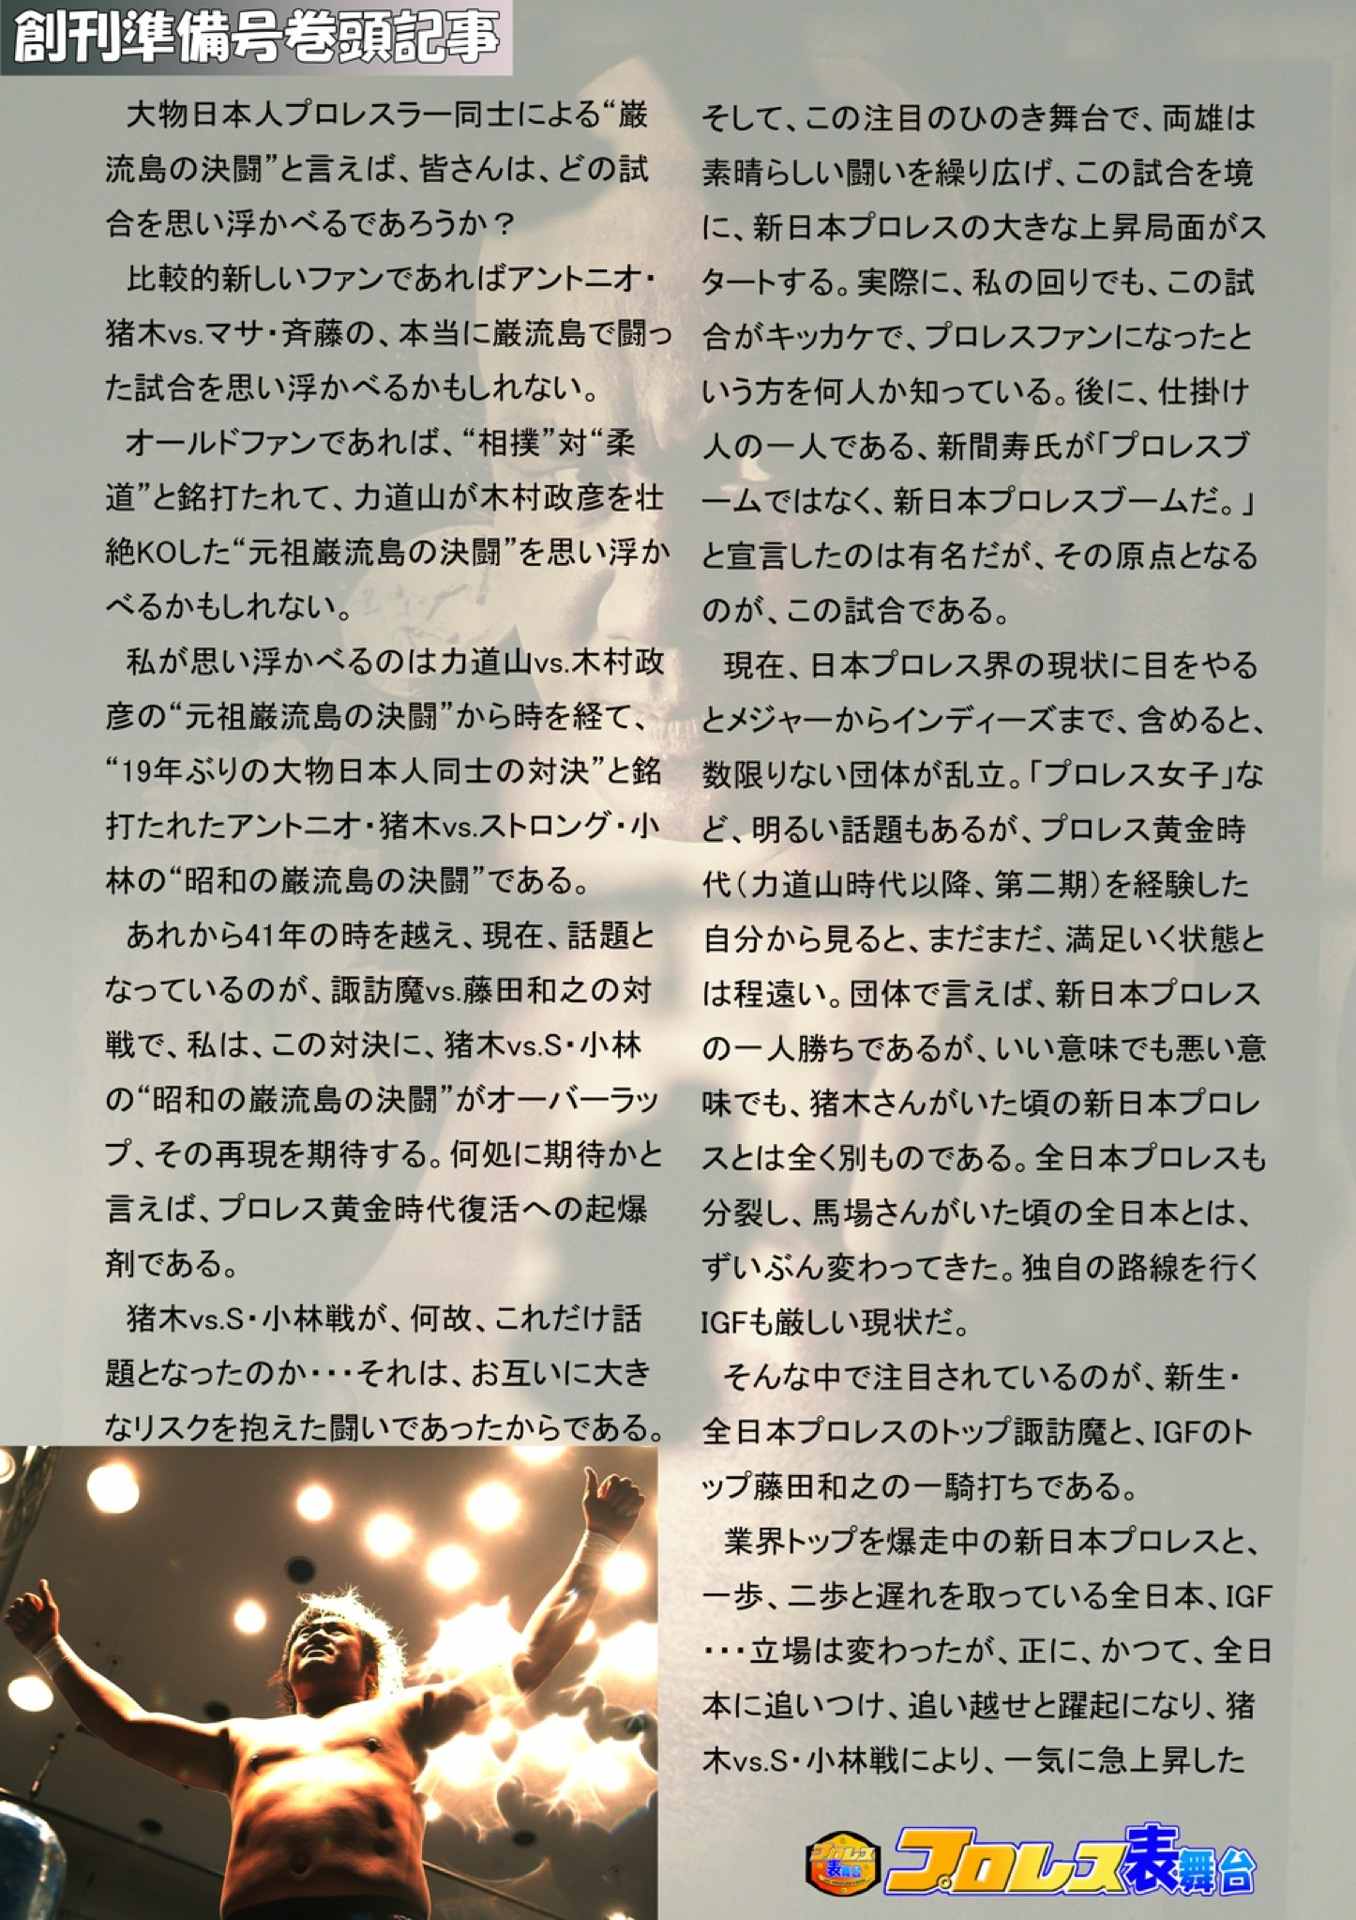 創刊準備号巻頭記事
大物日本人プロレスラー同士による“巌
流島の決闘”と言えば、皆さんは、どの試
合を思い浮かべるであろうか？
比較的新しいファンであればアントニオ・
猪木vs.マサ・斉藤の、本当に巌流島で闘っ
た試合を思い浮かべるかもしれない。
オールドファンであれば、“相撲”対“柔
道”と銘打たれて、力道山が木村政彦を壮
絶KOした“元祖巌流島の決闘”を思い浮か
べるかもしれない。
私が思い浮かべるのは力道山vs.木村政
彦の“元祖巌流島の決闘”から時を経て、
“19年ぶりの大物日本人同士の対決”と銘
打たれたアントニオ・猪木vs.ストロング・小
林の“昭和の巌流島の決闘”である。
あれから41年の時を越え、現在、話題と
なっているのが、諏訪魔vs.藤田和之の対
戦で、私は、この対決に、猪木vs.S・小林
の“昭和の巌流島の決闘”がオーバーラッ
プ、その再現を期待する。何処に期待かと
言えば、プロレス黄金時代復活への起爆
剤である。
猪木vs.S・小林戦が、何故、これだけ話
題となったのか・・・それは、お互いに大き
なリスクを抱えた闘いであったからである。
そして、この注目のひのき舞台で、両雄は
素晴らしい闘いを繰り広げ、この試合を境
に、新日本プロレスの大きな上昇局面がス
タートする。実際に、私の回りでも、この試
合がキッカケで、プロレスファンになったと
いう方を何人か知っている。後に、仕掛け
人の一人である、新間寿氏が「プロレスブ
ームではなく、新日本プロレスブームだ。」
と宣言したのは有名だが、その原点となる
のが、この試合である。
現在、日本プロレス界の現状に目をやる
とメジャーからインディーズまで、含めると、
数限りない団体が乱立。「プロレス女子」な
ど、明るい話題もあるが、プロレス黄金時
代（力道山時代以降、第二期）を経験した
自分から見ると、まだまだ、満足いく状態と
は程遠い。団体で言えば、新日本プロレス
の一人勝ちであるが、いい意味でも悪い意
味でも、猪木さんがいた頃の新日本プロレ
スとは全く別ものである。全日本プロレスも
分裂し、馬場さんがいた頃の全日本とは、
ずいぶん変わってきた。独自の路線を行く
IGFも厳しい現状だ。
そんな中で注目されているのが、新生・
全日本プロレスのトップ諏訪魔と、IGFのト
ップ藤田和之の一騎打ちである。
業界トップを爆走中の新日本プロレスと、
一歩、二歩と遅れを取っている全日本、IGF
・・・立場は変わったが、正に、かつて、全日
本に追いつけ、追い越せと躍起になり、猪
木vs.S・小林戦により、一気に急上昇した
プロレス表舞台
プロレス表舞台